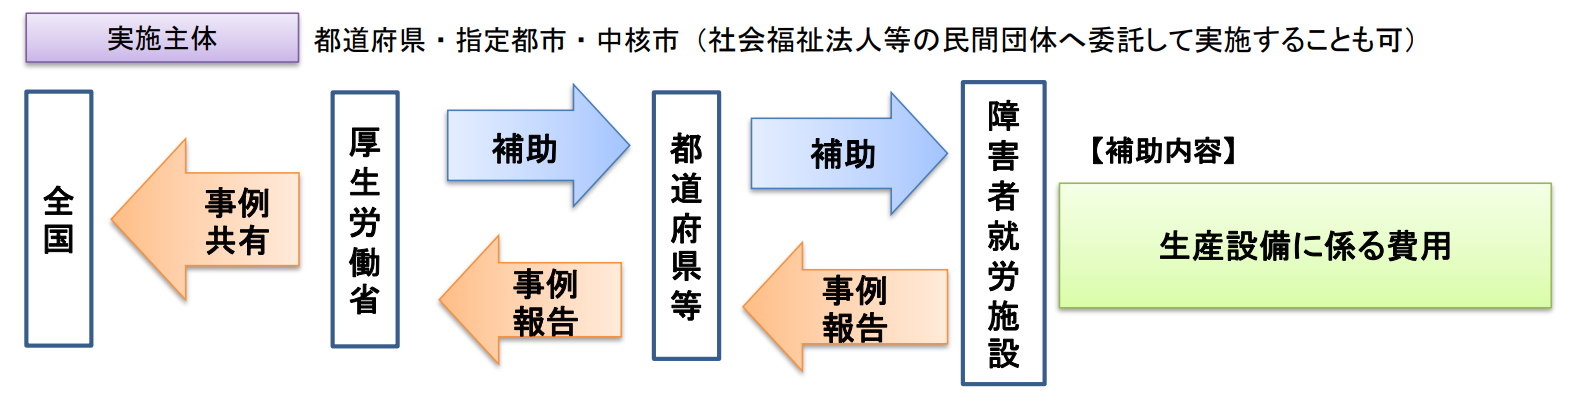 実施主体
都道府県・指定都市・中核市（社会福祉法人等の民間団体へ委託して実施することも可）
全国
事例
共有
厚生労働省
補助
事例
報告
都道府県等
補助
事例
報告
障害者就労施設
【補助内容】
生産設備に係る費用